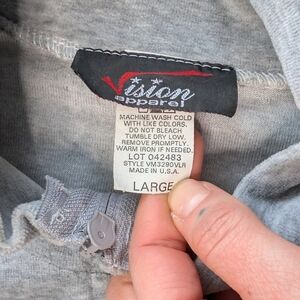 Vision
apparel
MACHINE WASH COLD
WITH LIKE COLORS.
DO NOT BLEACH
TUMBLE DRY LOW.
REMOVE PROMPTLY.
WARM IRON IF NEEDED.
LOT 042483
STYLE VM3280VLR
MADE IN U.S.A.
LARGE